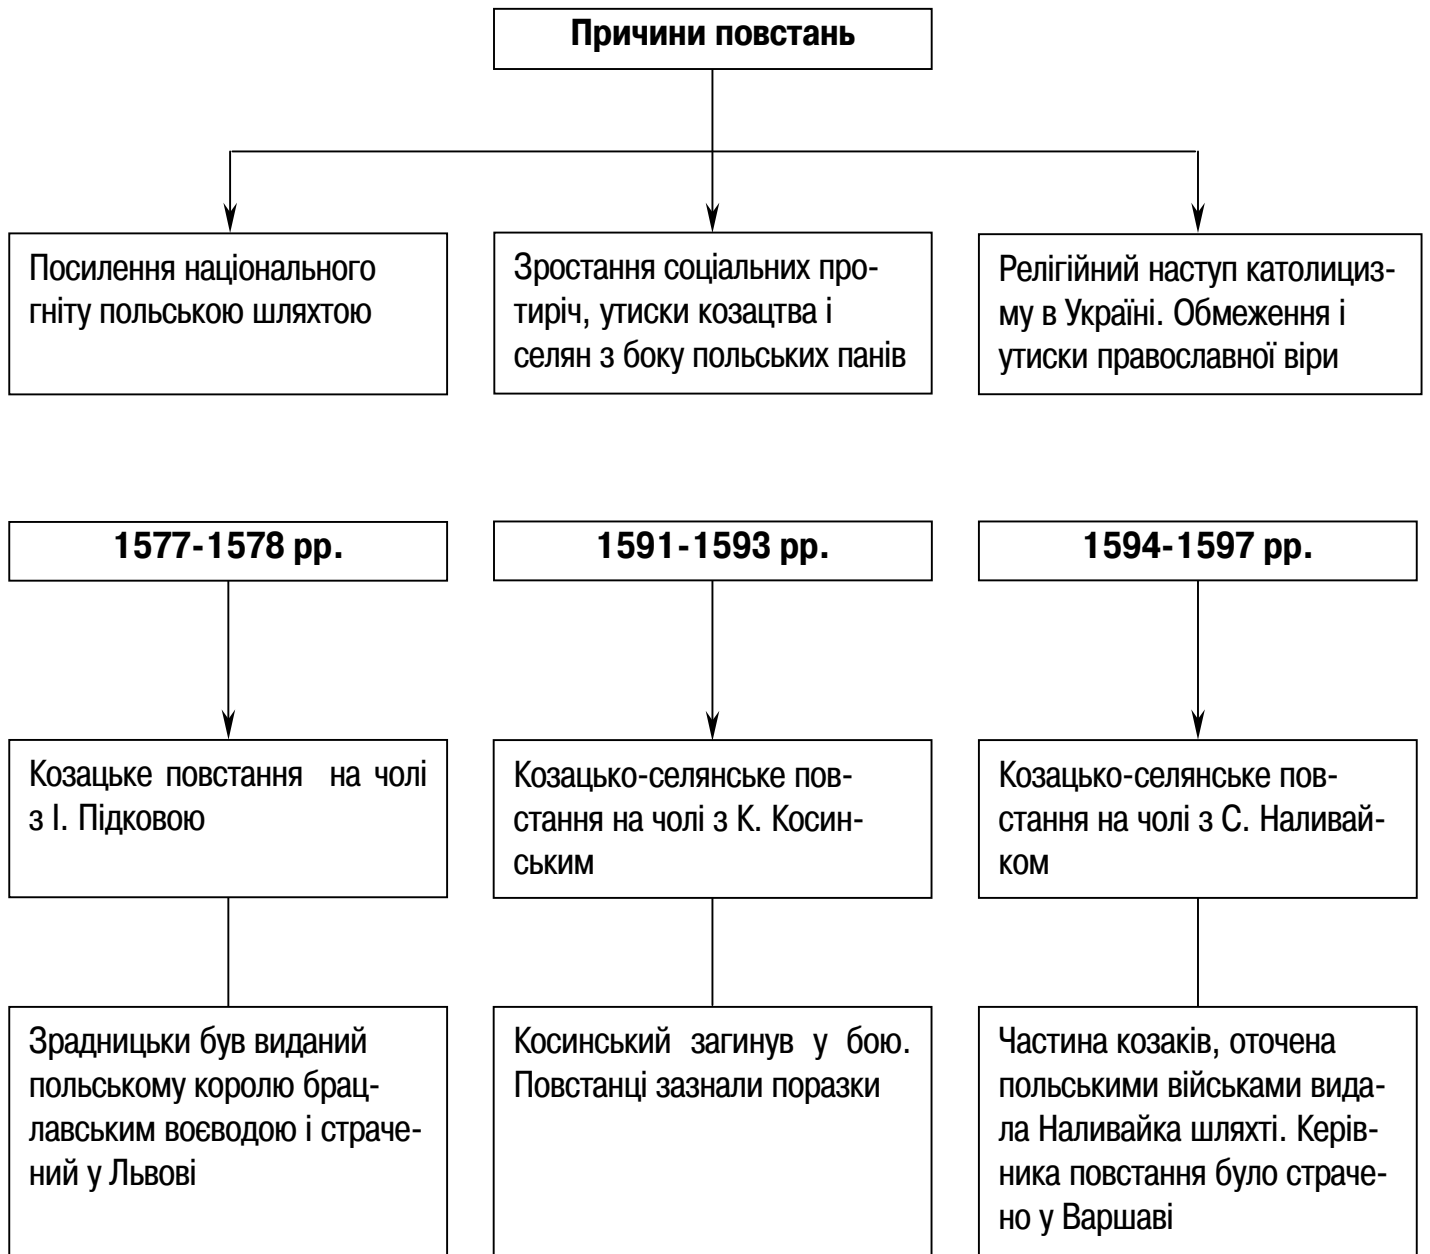 Причини повстань
Посилення національного
гніту польською шляхтою
Зростання соціальних про-
тиріч, утиски козацтва і
селян з боку польських панів
Релігійний наступ католициз-
му в Україні. Обмеження і
утиски православної віри
1577-1578 рр.
1591-1593 рр.
1594-1597 рр.
Козацьке повстання на чолі
з І. Підковою
Козацько-селянське пов-
стання на чолі з К. Косин-
ським
Козацько-селянське пов-
стання на чолі з С. Наливай-
ком
Зрадницьки був виданий
польському королю брац-
лавським воєводою і страче-
ний у Львові
Косинський загинув у бою.
Повстанці зазнали поразки
Частина козаків, оточена
польськими військами вида-
ла Наливайка шляхті. Керів-
ника повстання було страче-
но у Варшаві